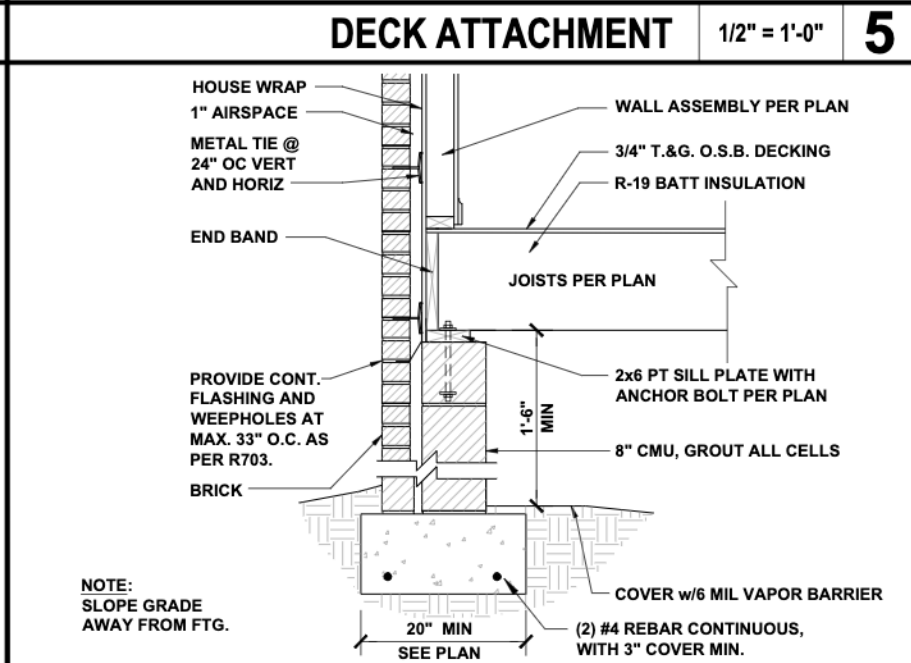 DECK ATTACHMENT
1/2" = 1'-0"
5
HOUSE WRAP
1" AIRSPACE
METAL TIE @
24" OC VERT
AND HORIZ
END BAND
PROVIDE CONT.
FLASHING AND
WEEPHOLES AT
MAX. 33" O.C. AS
PER R703.
BRICK
NOTE:
SLOPE GRADE
AWAY FROM FTG.
WALL ASSEMBLY PER PLAN
3/4" T.&G. O.S.B. DECKING
R-19 BATT INSULATION
JOISTS PER PLAN
2x6 PT SILL PLATE WITH
ANCHOR BOLT PER PLAN
1'-6"
MIN
8" CMU, GROUT ALL CELLS
COVER w/6 MIL VAPOR BARRIER
(2) #4 REBAR CONTINUOUS,
WITH 3" COVER MIN.
20" MIN
SEE PLAN